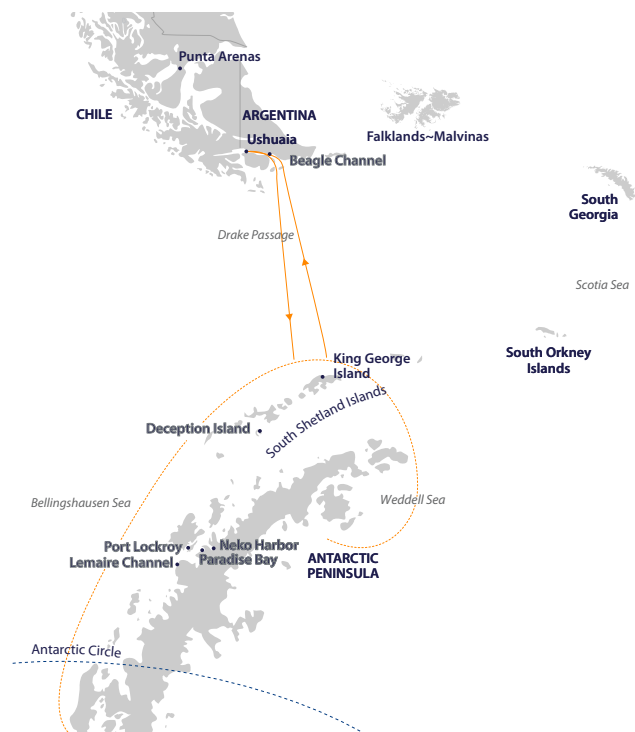 Punta Arenas
CHILE
ARGENTINA
Ushuaia
Falklands~Malvinas
Beagle Channel
South
Georgia
Drake Passage
Scotia Sea
King George
Island
South Orkney
Islands
South Shetland Islands
Deception Island
Bellingshausen Sea
Weddell Sea
Port Lockroy
Neko Harbor
Lemaire Channel
Paradise Bay
ANTARCTIC
PENINSULA
Antarctic Circle